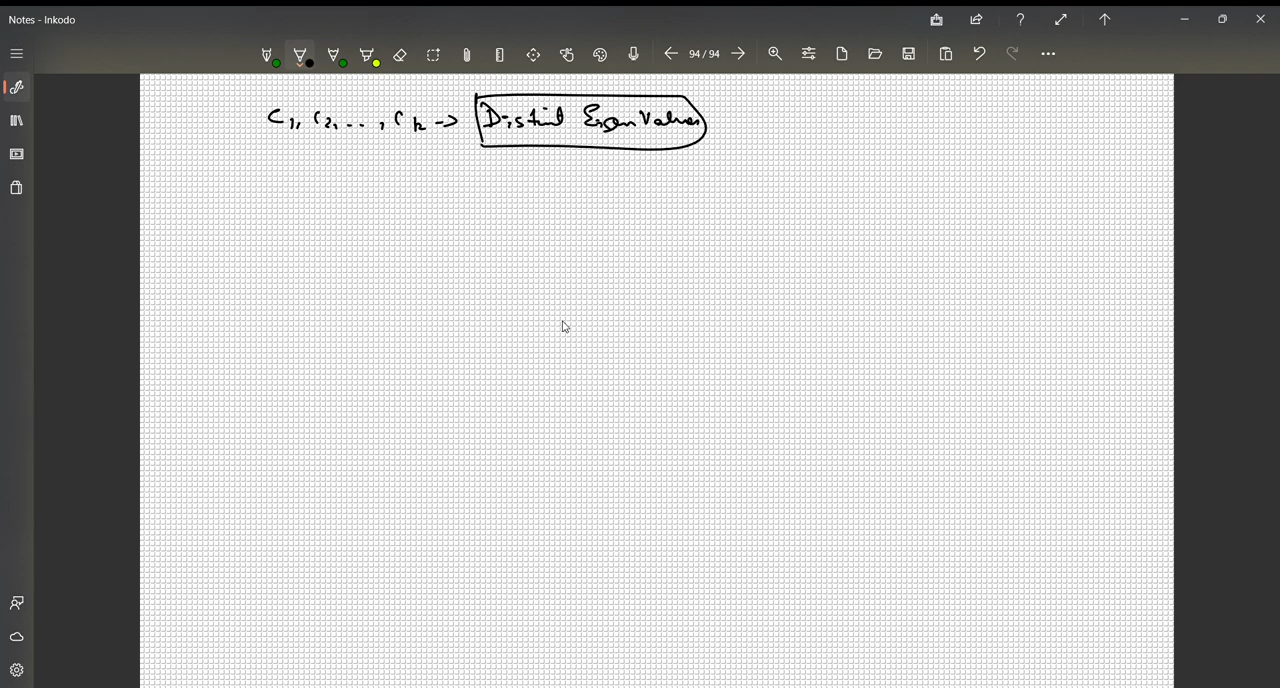 Notes - Inkodo
94 / 94
C₁, C₂, ..., Cₖ → Distinct Eigen Values